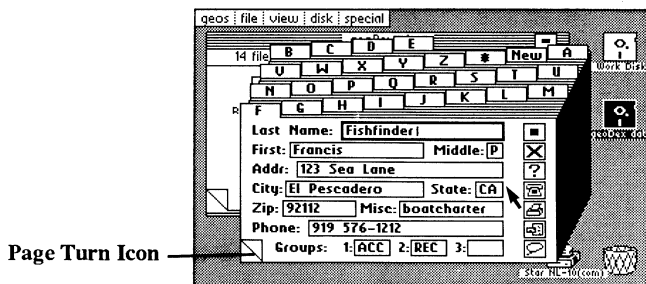 geos file view disk special
14 file
B C D E
V W X Y Z * New A
N O P Q R S T U
F G H I J K L M
Last Name: Fishfinder
First: Francis Middle: P
Addr: 123 Sea Lane
City: El Pescadero State: CA
Zip: 92112 Misc: boatcharter
Phone: 919 576-1212
Groups: 1: ACC 2: REC 3:
Work Disk
geoDex dat
Star NL-10(com)
Page Turn Icon